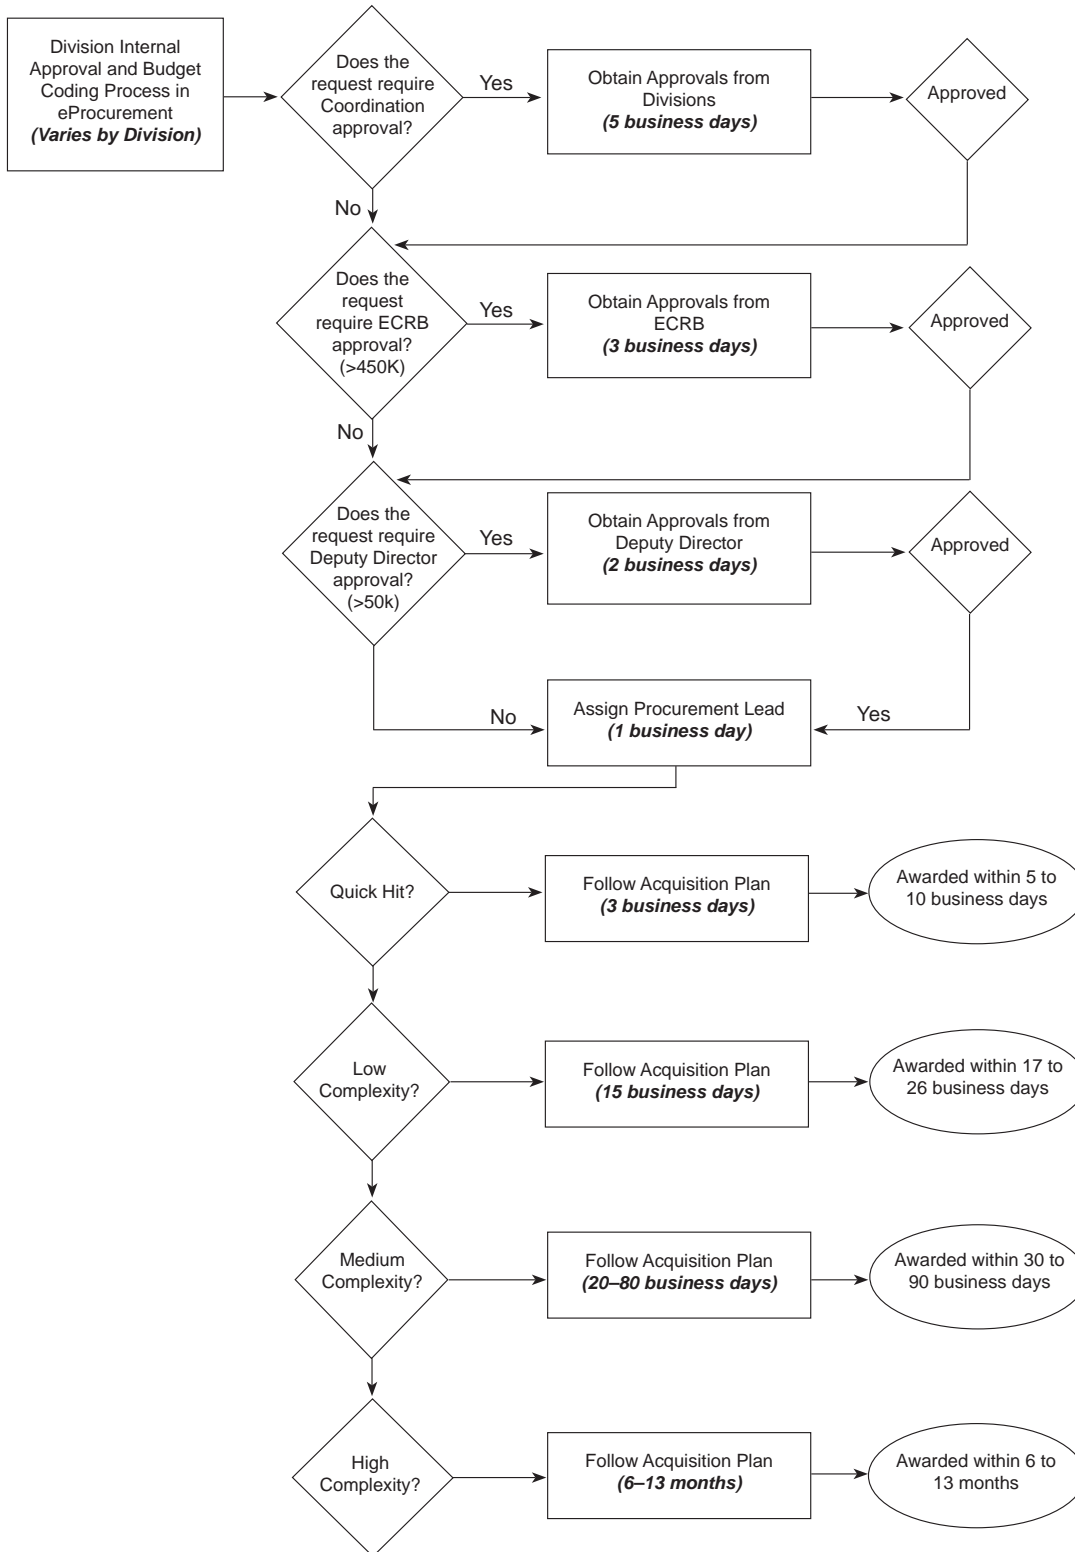 Division Internal
Approval and Budget
Coding Process in
eProcurement
(Varies by Division)
Does the
request require
Coordination
approval?
Yes
Obtain Approvals from
Divisions
(5 business days)
Approved
No
Does the
request
require ECRB
approval?
(>450K)
Yes
Obtain Approvals from
ECRB
(3 business days)
Approved
No
Does the
request require
Deputy Director
approval?
(>50k)
Yes
Obtain Approvals from
Deputy Director
(2 business days)
Approved
No
Assign Procurement Lead
(1 business day)
Yes
Quick Hit?
Follow Acquisition Plan
(3 business days)
Awarded within 5 to
10 business days
Low
Complexity?
Follow Acquisition Plan
(15 business days)
Awarded within 17 to
26 business days
Medium
Complexity?
Follow Acquisition Plan
(20–80 business days)
Awarded within 30 to
90 business days
High
Complexity?
Follow Acquisition Plan
(6–13 months)
Awarded within 6 to
13 months